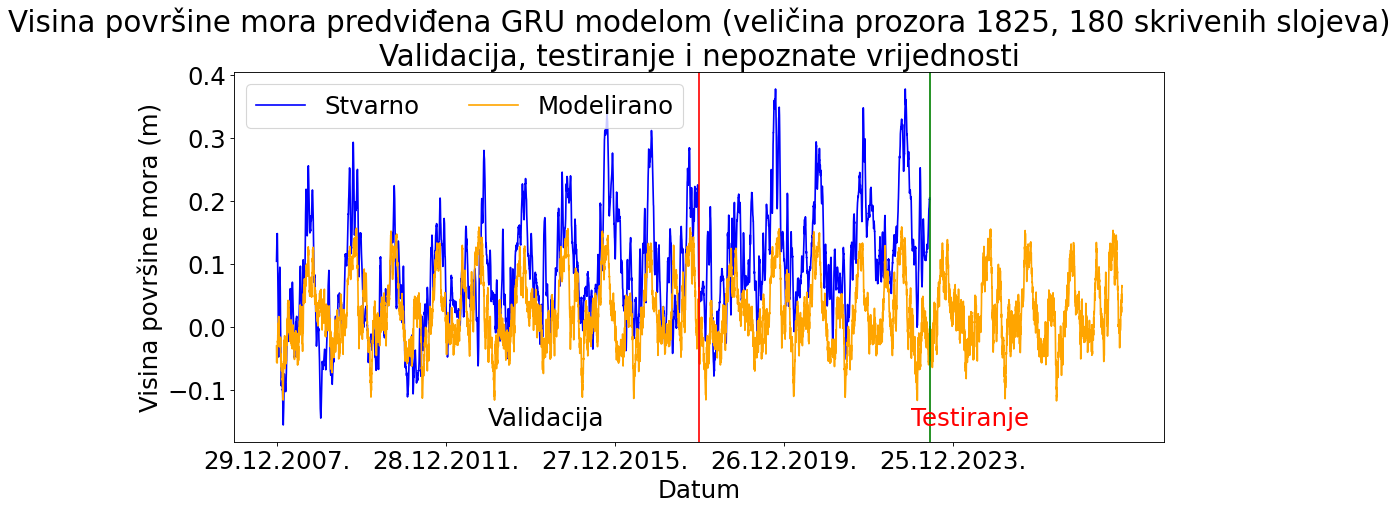 Visina površine mora predviđena GRU modelom (veličina prozora 1825, 180 skrivenih slojeva)
Validacija, testiranje i nepoznate vrijednosti
Stvarno
Modelirano
Visina površine mora (m)
0.4
0.3
0.2
0.1
0.0
−0.1
Validacija
Testiranje
29.12.2007.
28.12.2011.
27.12.2015.
26.12.2019.
25.12.2023.
Datum